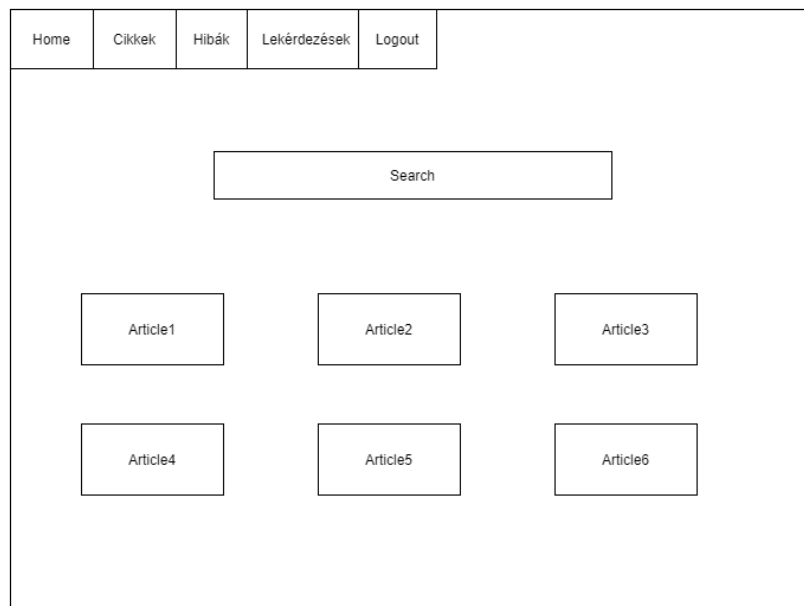 Home Cikkek Hibák Lekérdezések Logout
Search
Article1 Article2 Article3
Article4 Article5 Article6